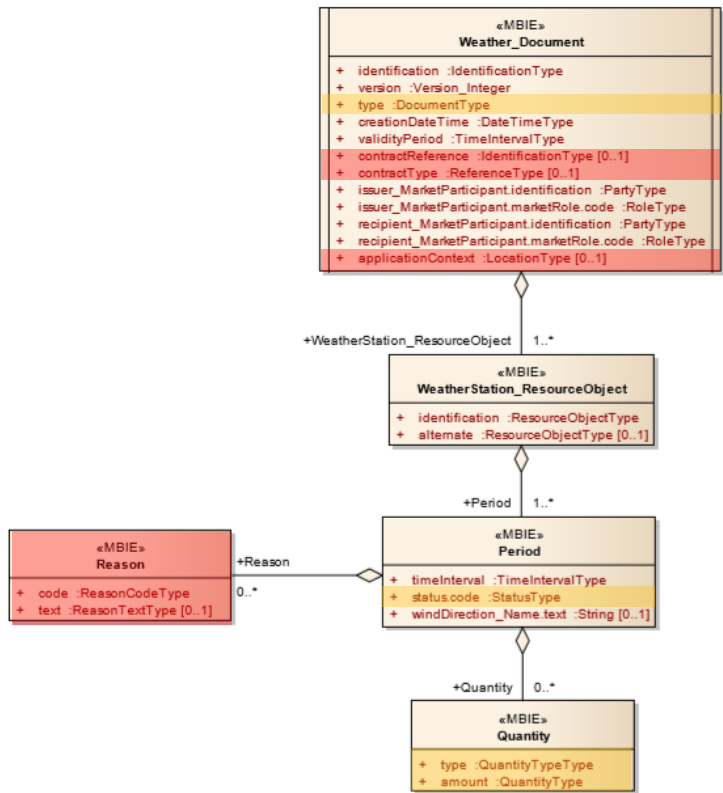 «MBIE»
Weather_Document
+ identification :IdentificationType
+ version :Version_Integer
+ type :DocumentType
+ creationDateTime :DateTimeType
+ validityPeriod :TimeIntervalType
+ contractReference :IdentificationType [0..1]
+ contractType :ReferenceType [0..1]
+ issuer_MarketParticipant.identification :PartyType
+ issuer_MarketParticipant.marketRole.code :RoleType
+ recipient_MarketParticipant.identification :PartyType
+ recipient_MarketParticipant.marketRole.code :RoleType
+ applicationContext :LocationType [0..1]
+WeatherStation_ResourceObject 1..*
«MBIE»
WeatherStation_ResourceObject
+ identification :ResourceObjectType
+ alternate :ResourceObjectType [0..1]
+Period 1..*
«MBIE»
Period
+ timeInterval :TimeIntervalType
+ status.code :StatusType
+ windDirection_Name.text :String [0..1]
+Reason
0..*
«MBIE»
Reason
+ code :ReasonCodeType
+ text :ReasonTextType [0..1]
+Quantity 0..*
«MBIE»
Quantity
+ type :QuantityTypeType
+ amount :QuantityType